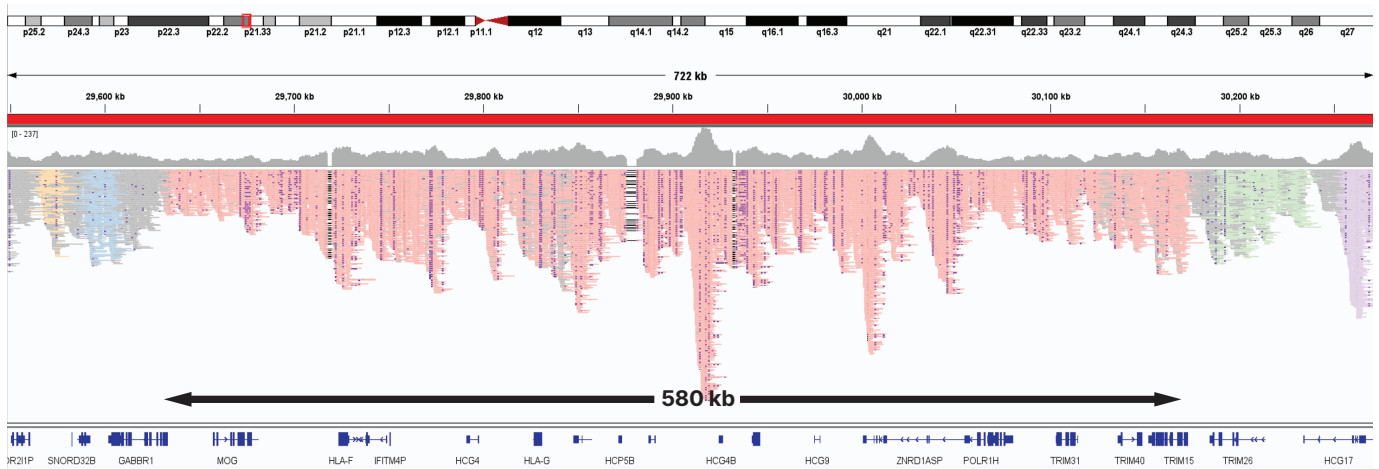 p25.2 p24.3 p23 p22.3 p22.2 p21.33 p21.2 p21.1 p12.3 p12.1 p11.1 q12 q13 q14.1 q14.2 q15 q16.1 q16.3 q21 q22.1 q22.31 q22.33 q23.2 q24.1 q24.3 q25.2 q25.3 q26 q27
722 kb
29,600 kb 29,700 kb 29,800 kb 29,900 kb 30,000 kb 30,100 kb 30,200 kb
[0 - 237]
580 kb
OR2I1P SNORD32B GABBR1 MOG HLA-F IFITM4P HCG4 HLA-G HCP5B HCG4B HCG9 ZNRD1ASP POLR1H TRIM31 TRIM40 TRIM15 TRIM26 HCG17